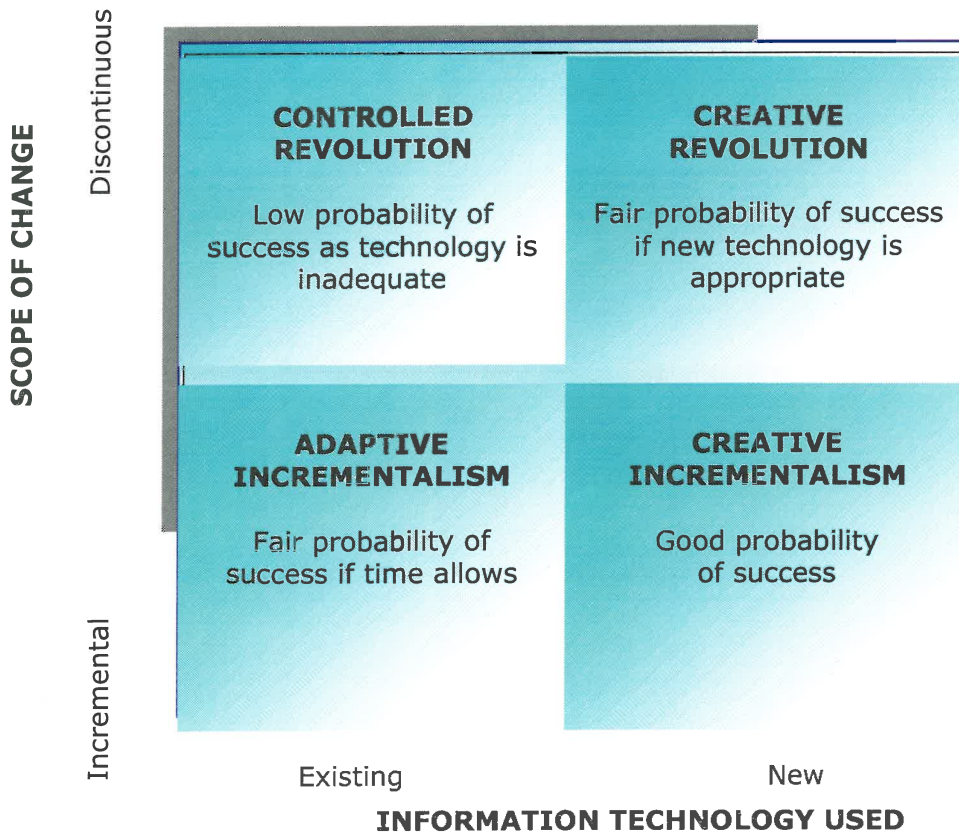 SCOPE OF CHANGE
Discontinuous
Incremental
CONTROLLED
REVOLUTION
Low probability of
success as technology is
inadequate
CREATIVE
REVOLUTION
Fair probability of success
if new technology is
appropriate
ADAPTIVE
INCREMENTALISM
Fair probability of
success if time allows
CREATIVE
INCREMENTALISM
Good probability
of success
Existing
New
INFORMATION TECHNOLOGY USED